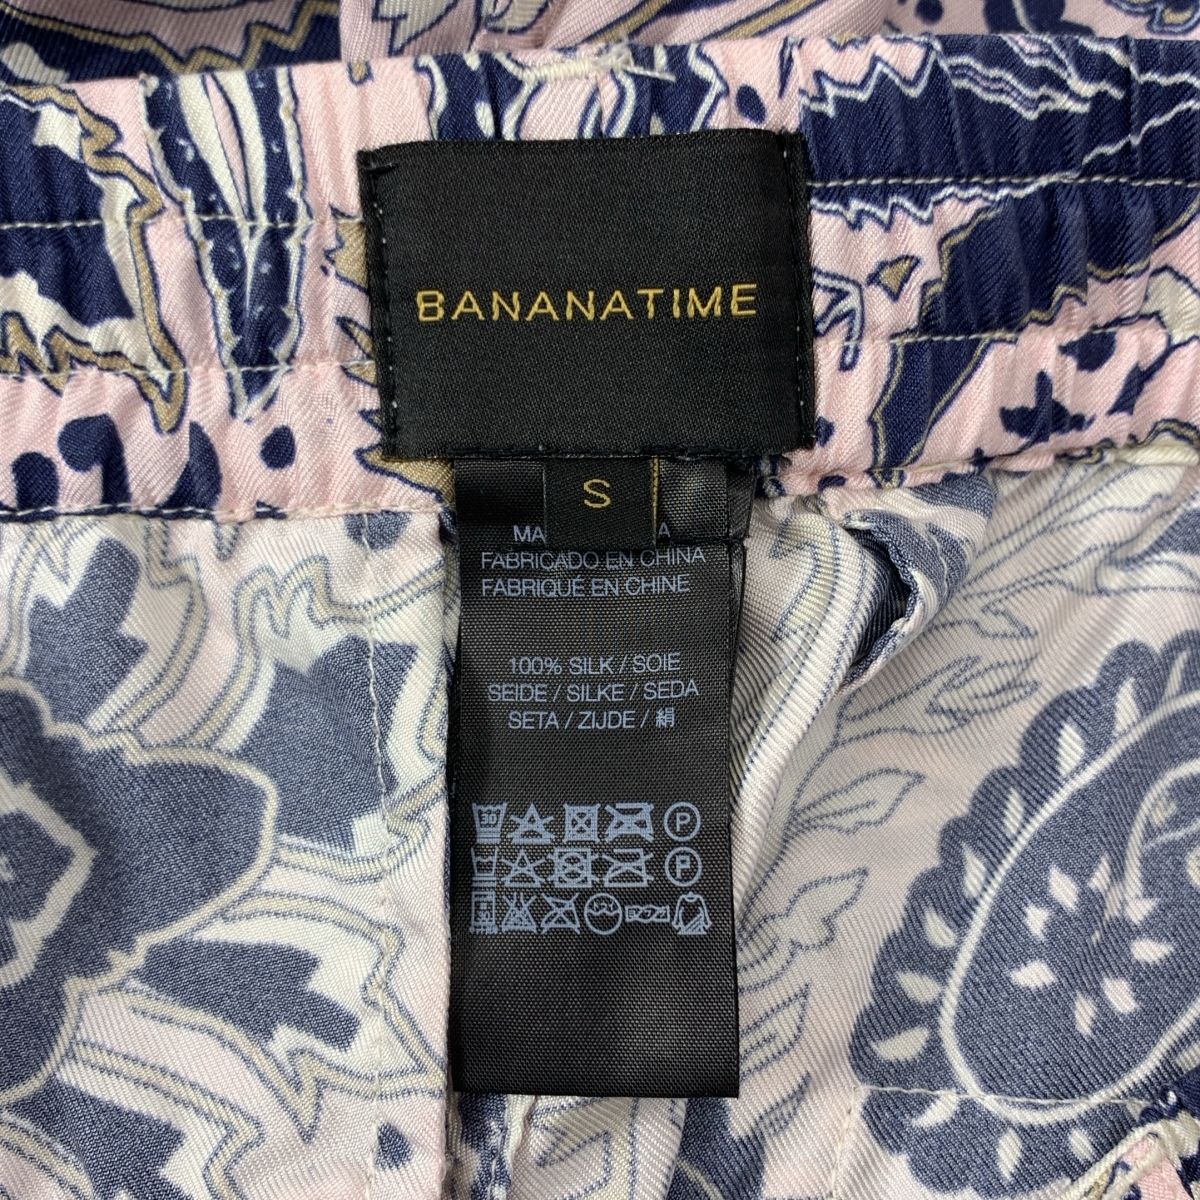 BANANATIME
S
FABRICADO EN CHINA
FABRIQUÉ EN CHINE
100% SILK / SOIE
SEIDE / SILKE / SEDA
SETA / ZIJDE / 絹
P
P